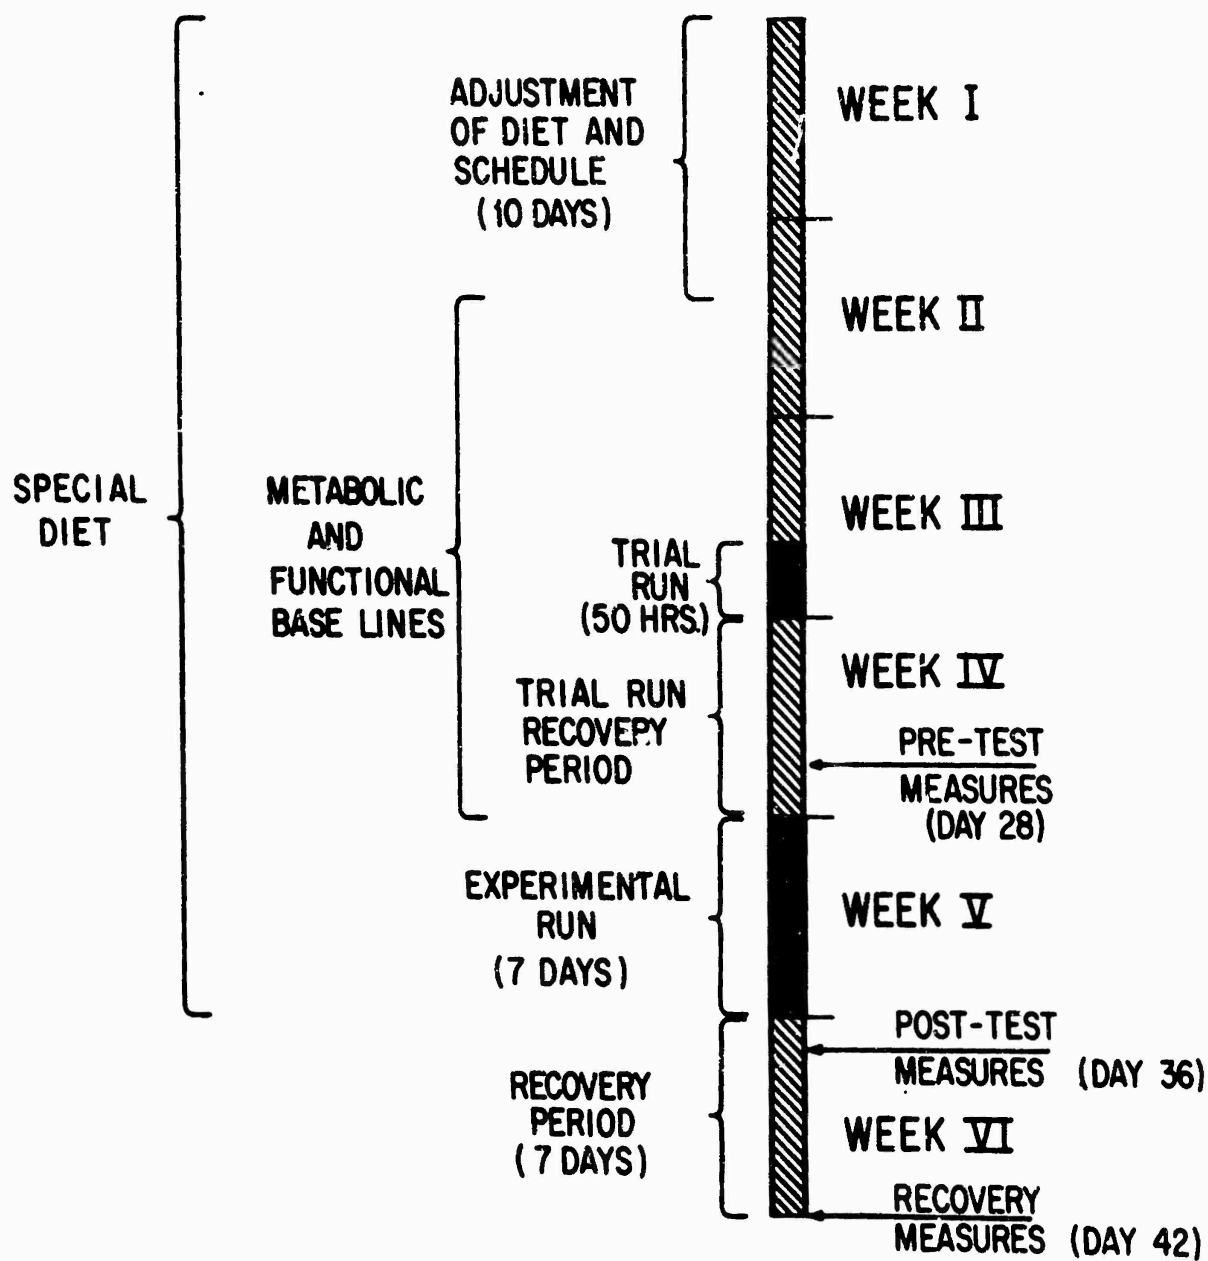 ADJUSTMENT
OF DIET AND
SCHEDULE
(10 DAYS)
WEEK I
WEEK II
SPECIAL
DIET
METABOLIC
AND
FUNCTIONAL
BASE LINES
WEEK III
TRIAL
RUN
(50 HRS.)
WEEK IV
TRIAL RUN
RECOVERY
PERIOD
PRE-TEST
MEASURES
(DAY 28)
EXPERIMENTAL
RUN
(7 DAYS)
WEEK V
POST-TEST
MEASURES (DAY 36)
RECOVERY
PERIOD
(7 DAYS)
WEEK VI
RECOVERY
MEASURES (DAY 42)